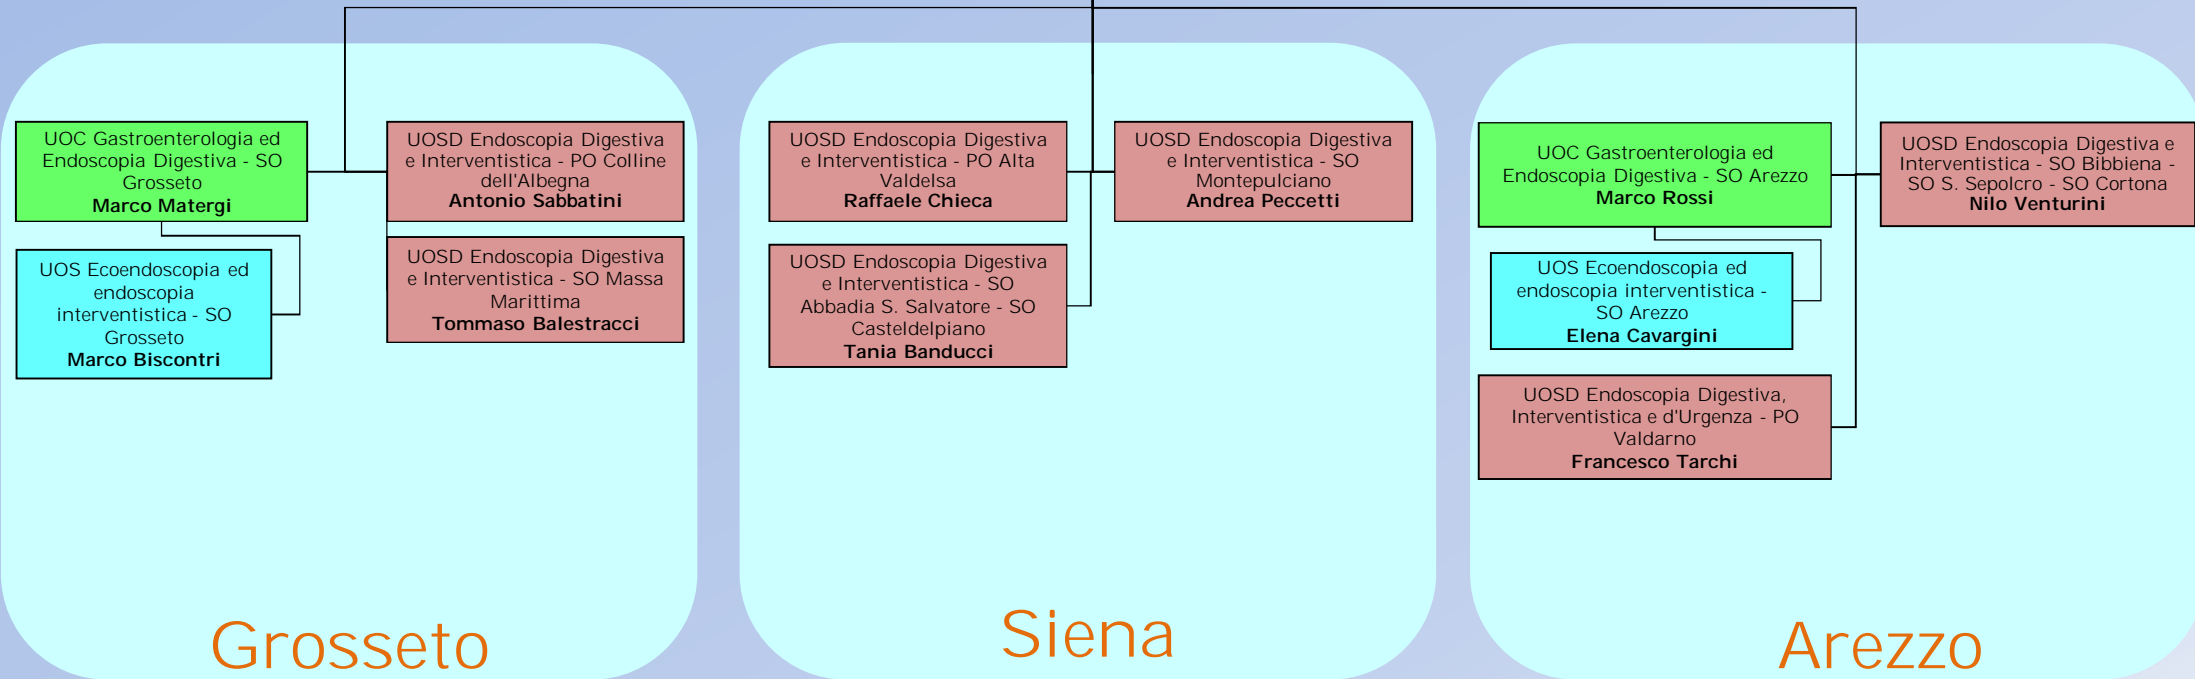 UOC Gastroenterologia ed
Endoscopia Digestiva - SO
Grosseto
Marco Matergi
UOSD Endoscopia Digestiva
e Interventistica - PO Colline
dell'Albegna
Antonio Sabbatini
UOS Ecoendoscopia ed
endoscopia
interventistica - SO
Grosseto
Marco Biscontri
UOSD Endoscopia Digestiva
e Interventistica - SO Massa
Marittima
Tommaso Balestracci
Grosseto
UOSD Endoscopia Digestiva
e Interventistica - PO Alta
Valdelsa
Raffaele Chieca
UOSD Endoscopia Digestiva
e Interventistica - SO
Montepulciano
Andrea Peccetti
UOSD Endoscopia Digestiva
e Interventistica - SO
Abbadia S. Salvatore - SO
Casteldelpiano
Tania Banducci
Siena
UOC Gastroenterologia ed
Endoscopia Digestiva - SO Arezzo
Marco Rossi
UOSD Endoscopia Digestiva e
Interventistica - SO Bibbiena -
SO S. Sepolcro - SO Cortona
Nilo Venturini
UOS Ecoendoscopia ed
endoscopia interventistica -
SO Arezzo
Elena Cavargini
UOSD Endoscopia Digestiva,
Interventistica e d'Urgenza - PO
Valdarno
Francesco Tarchi
Arezzo